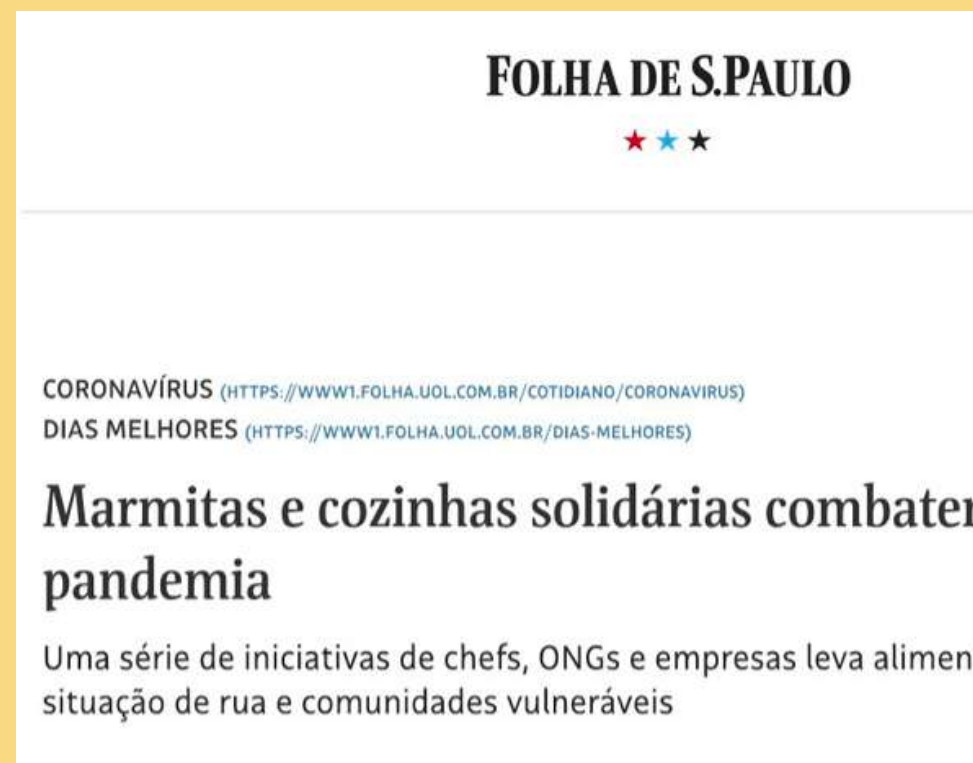 FOLHA DE S.PAULO
CORONAVÍRUS (HTTPS://WWW1.FOLHA.UOL.COM.BR/COTIDIANO/CORONAVIRUS)
DIAS MELHORES (HTTPS://WWW1.FOLHA.UOL.COM.BR/DIAS-MELHORES)
Marmitas e cozinhas solidárias
pandemia
Uma série de iniciativas de chefs, ONGs e empresas leva
situação de rua e comunidades vulneráveis